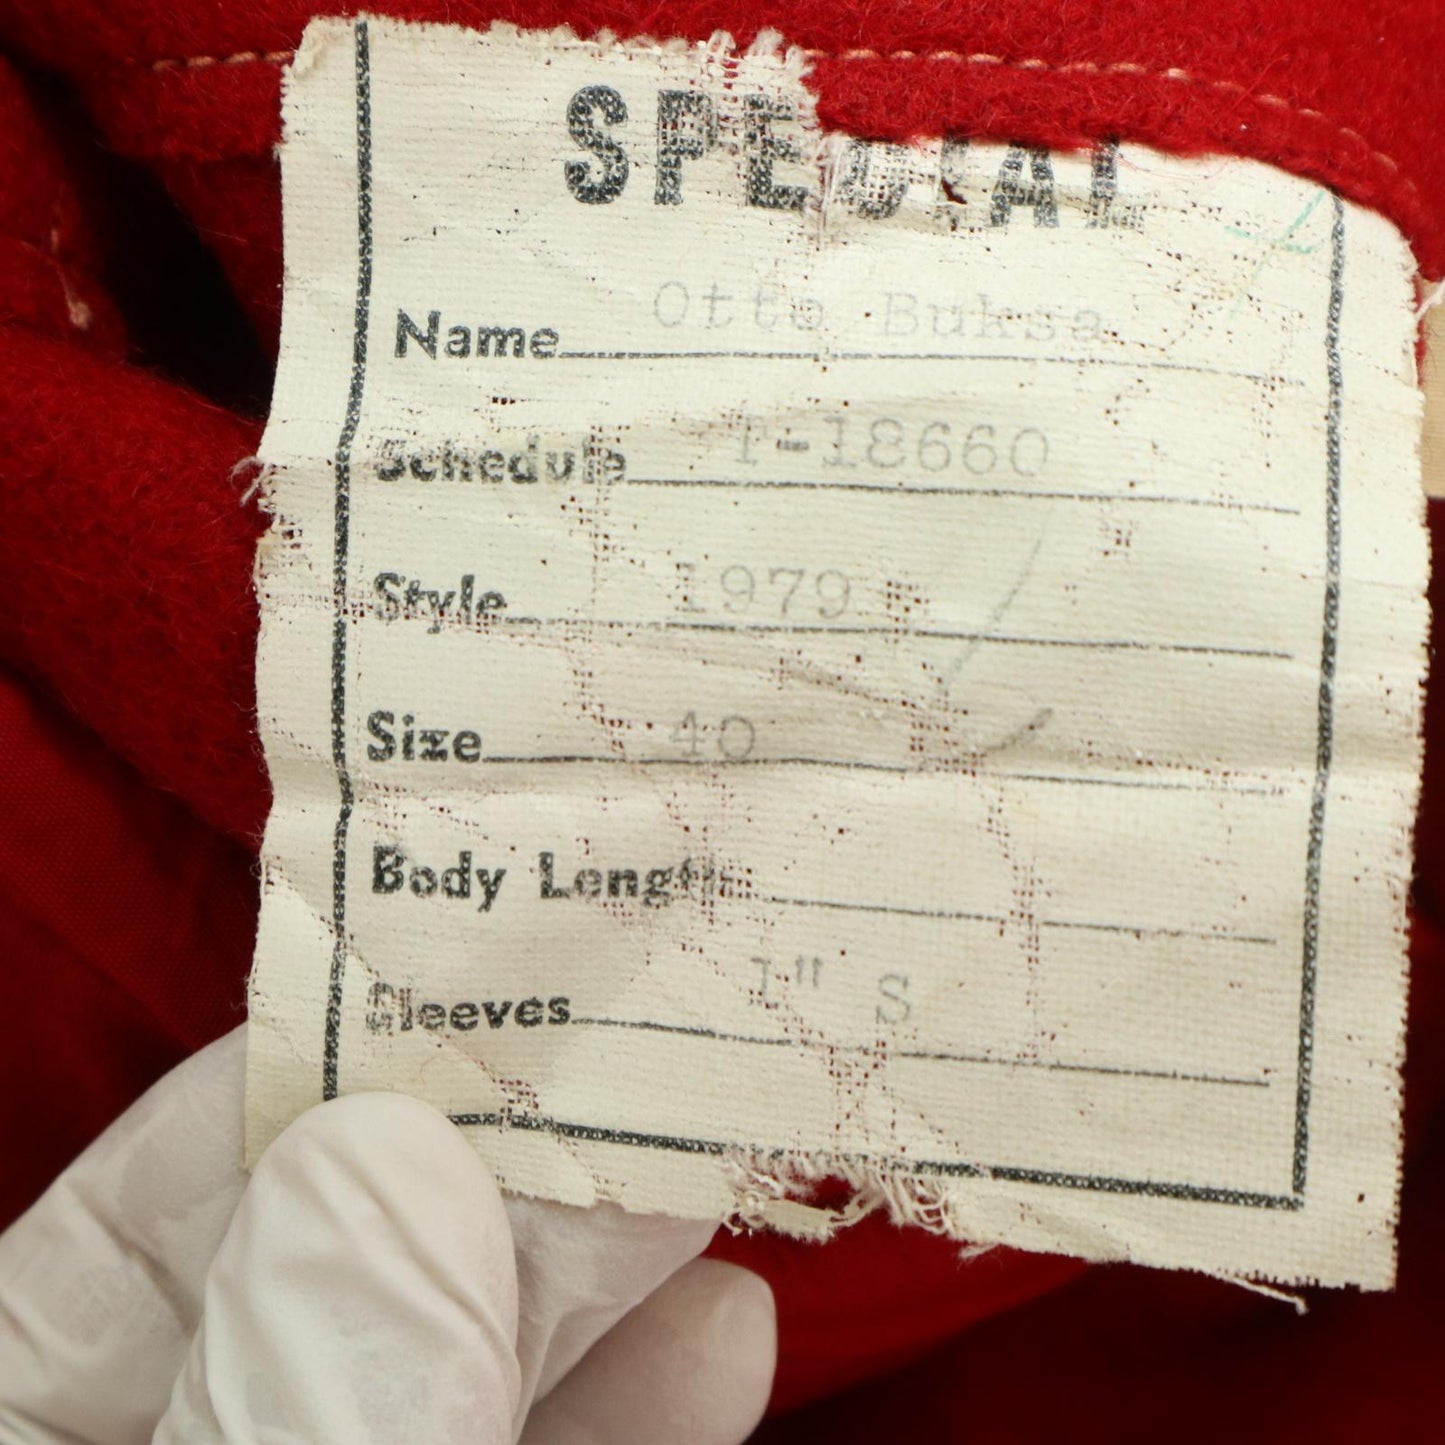 SPECIAL
Name Otto Buksa
Schedule T-18660
Style 1979
Size 40
Body Length
Sleeves 1" S